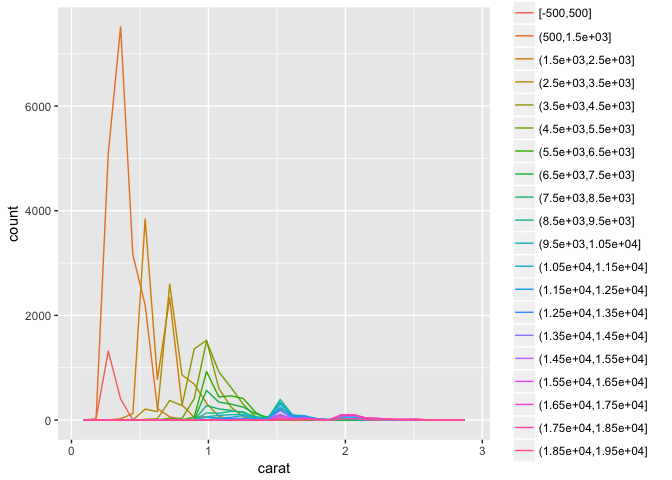 6000
4000
2000
0
count
0
1
2
3
carat
[-500,500]
(500,1.5e+03]
(1.5e+03,2.5e+03]
(2.5e+03,3.5e+03]
(3.5e+03,4.5e+03]
(4.5e+03,5.5e+03]
(5.5e+03,6.5e+03]
(6.5e+03,7.5e+03]
(7.5e+03,8.5e+03]
(8.5e+03,9.5e+03]
(9.5e+03,1.05e+04]
(1.05e+04,1.15e+04]
(1.15e+04,1.25e+04]
(1.25e+04,1.35e+04]
(1.35e+04,1.45e+04]
(1.45e+04,1.55e+04]
(1.55e+04,1.65e+04]
(1.65e+04,1.75e+04]
(1.75e+04,1.85e+04]
(1.85e+04,1.95e+04]